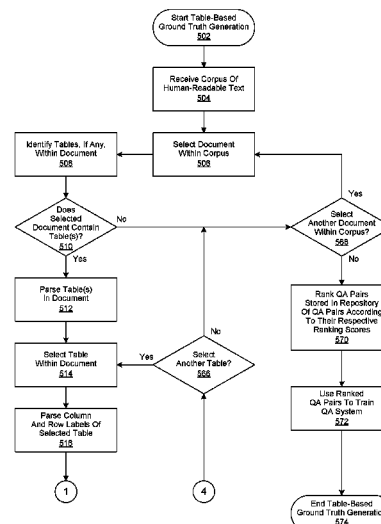 Start Table-Based
Ground Truth Generation
502
Receive Corpus Of
Human-Readable Text
504
Select Document
Within Corpus
506
Identify Tables, If Any,
Within Document
508
Does
Selected
Document Contain
Table(s)?
510
No
Yes
Select
Another Document
Within Corpus?
568
Yes
No
Parse Table(s)
In Document
512
Rank QA Pairs
Stored In Repository
Of QA Pairs According
To Their Respective
Ranking Scores
570
Select Table
Within Document
514
Yes
Select
Another Table?
566
No
Parse Column
And Row Labels Of
Selected Table
516
Use Ranked
QA Pairs To Train
QA System
572
1
4
End Table-Based
Ground Truth Generation
574